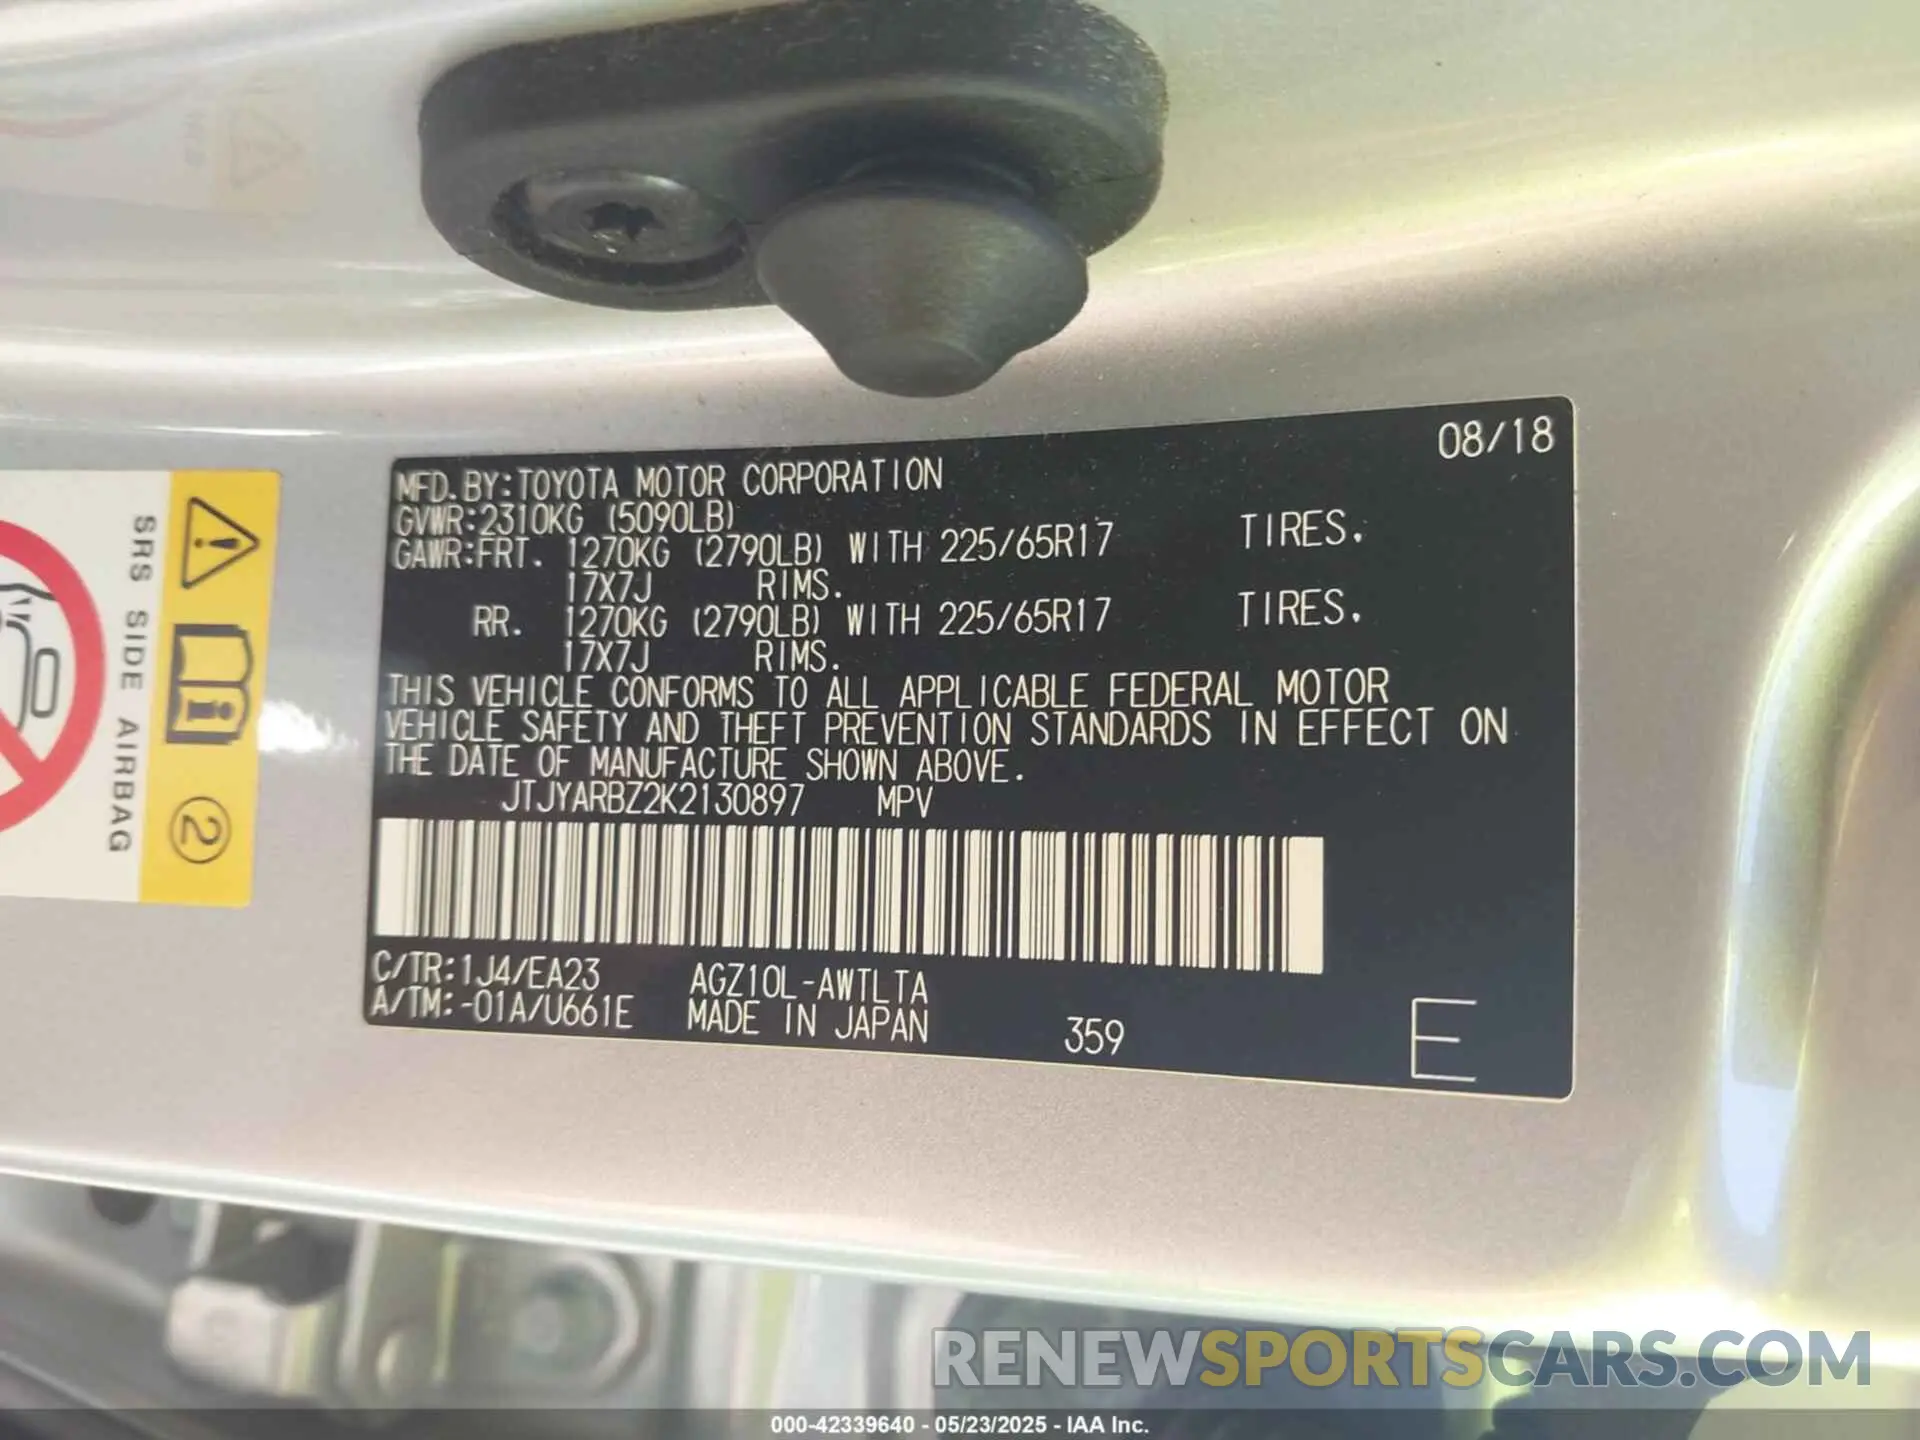 08/18
MFD.BY:TOYOTA MOTOR CORPORATION
GVWR:2310KG (5090LB)
GAWR:FRT. 1270KG (2790LB) WITH 225/65R17 TIRES.
17X7J RIMS.
RR. 1270KG (2790LB) WITH 225/65R17 TIRES.
17X7J RIMS.
THIS VEHICLE CONFORMS TO ALL APPLICABLE FEDERAL MOTOR
VEHICLE SAFETY AND THEFT PREVENTION STANDARDS IN EFFECT ON
THE DATE OF MANUFACTURE SHOWN ABOVE.
JTJYARBZ2K2130897 MPV
C/TR:1J4/EA23 AGZ10L-AWTLTA
A/TM:-01A/U661E MADE IN JAPAN 359 E
SRS SIDE AIRBAG
2
RENEWSPORTSCARS.COM
000-42339640 - 05/23/2025 - IAA Inc.